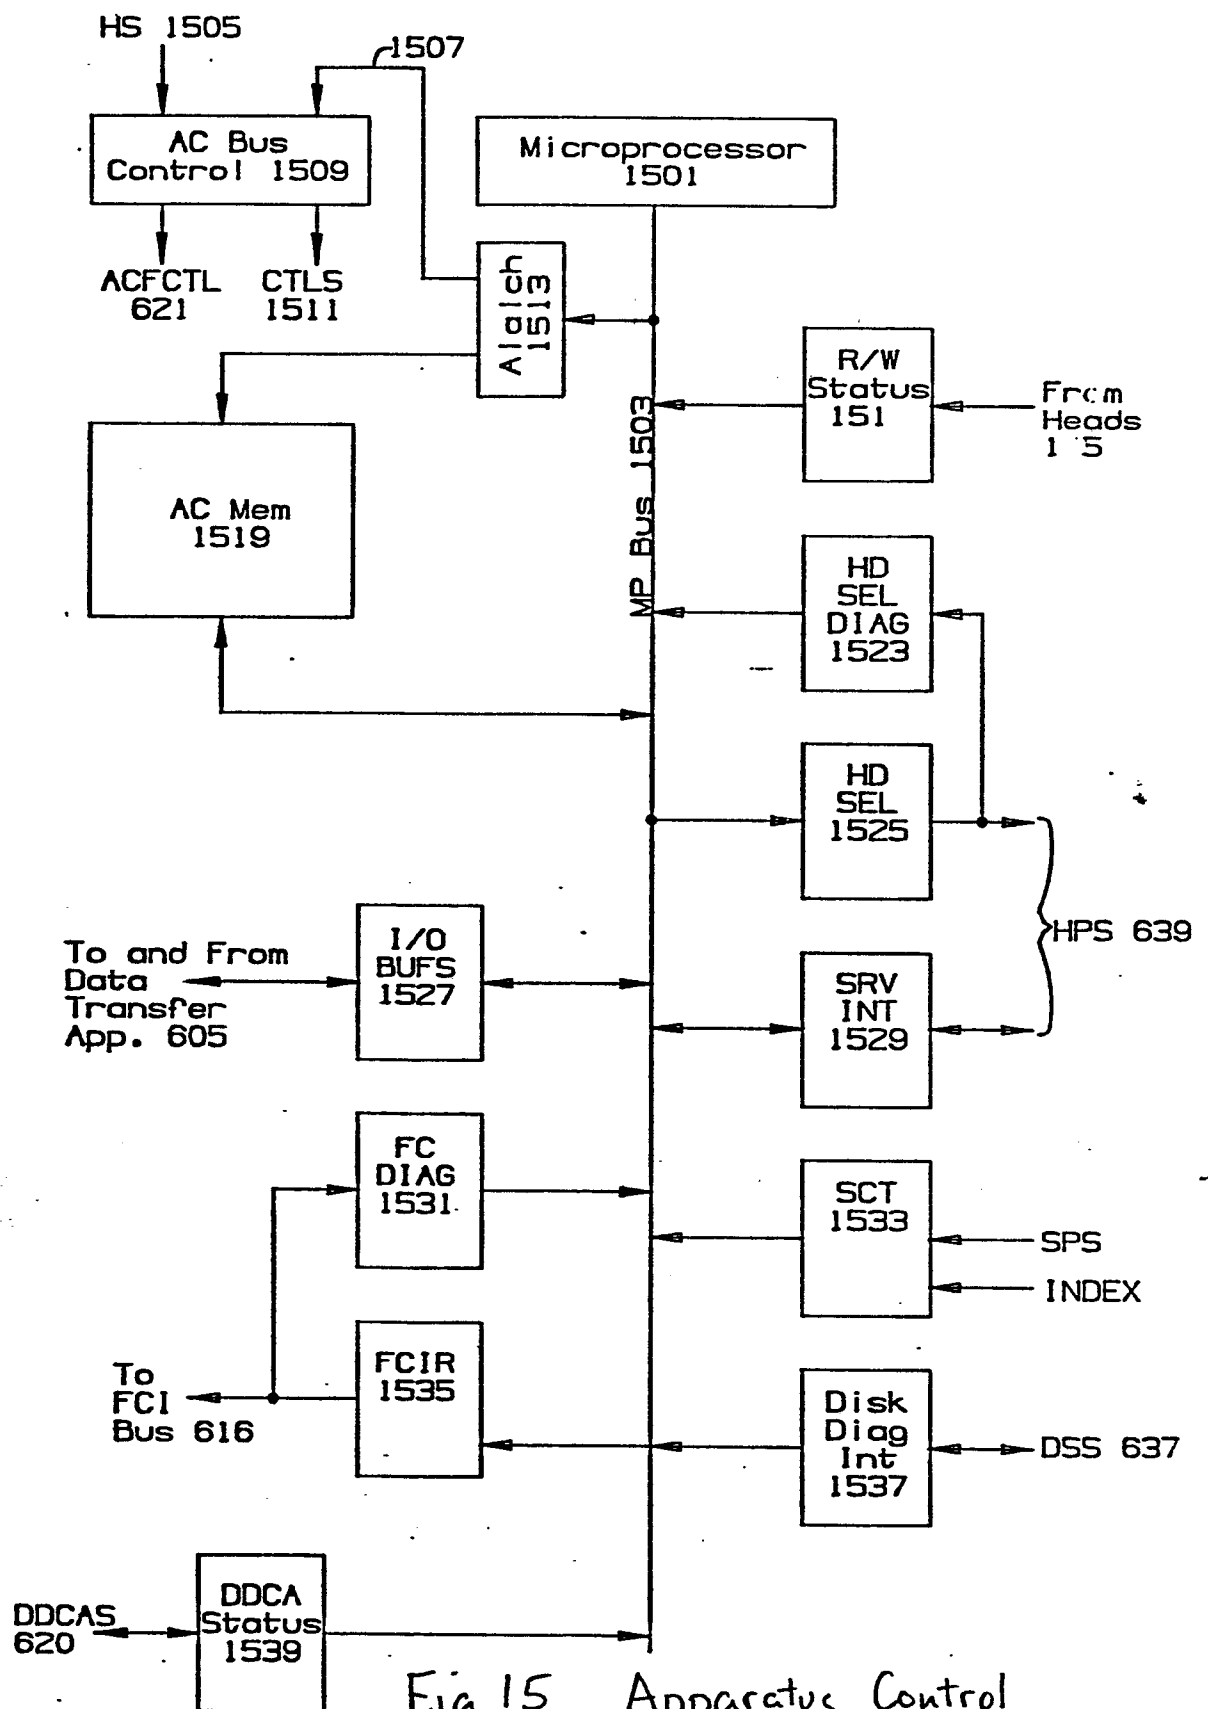 HS 1505
1507
AC Bus
Control 1509
Microprocessor
1501
ACFCTL
621
CTLS
1511
Alalch
1513
R/W
Status
151
From
Heads
1 5
MP Bus 1503
AC Mem
1519
HD
SEL
DIAG
1523
HD
SEL
1525
HPS 639
To and From
Data
Transfer
App. 605
I/O
BUFS
1527
SRV
INT
1529
FC
DIAG
1531
SCT
1533
SPS
INDEX
To
FCI
Bus 616
FCIR
1535
Disk
Diag
Int
1537
DSS 637
DDCAS
620
DDCA
Status
1539
Fig 15 Apparatus Control